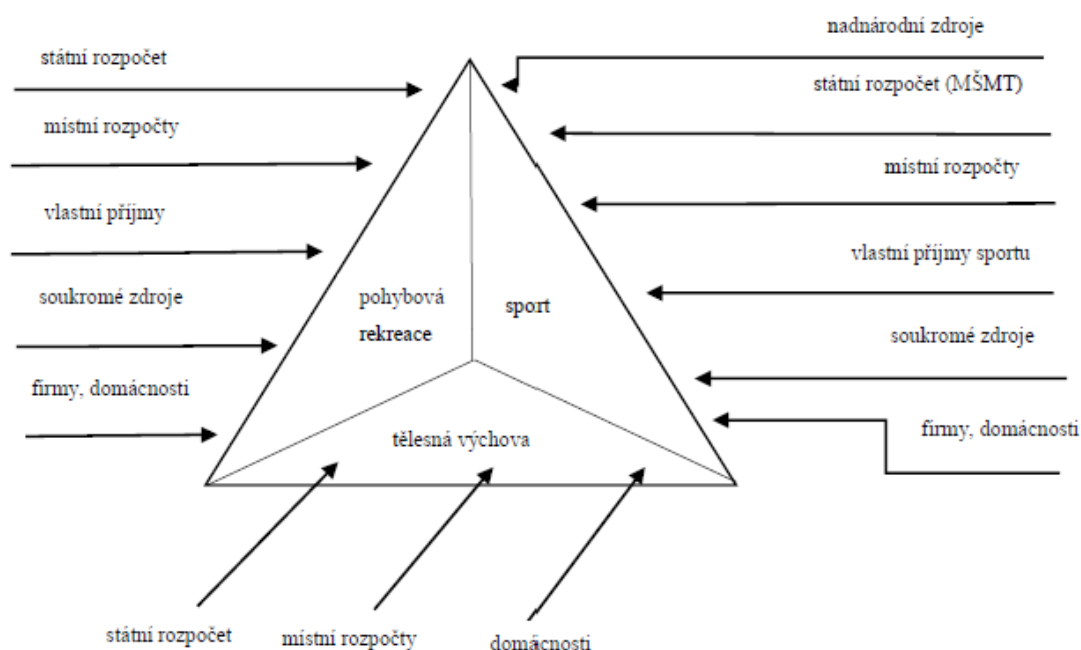 nadnárodní zdroje
státní rozpočet
státní rozpočet (MŠMT)
místní rozpočty
místní rozpočty
vlastní příjmy
vlastní příjmy sportu
soukromé zdroje
pohybová
rekreace
sport
soukromé zdroje
firmy, domácnosti
firmy, domácnosti
tělesná výchova
státní rozpočet
místní rozpočty
domácnosti